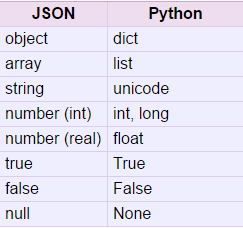 JSON Python
object dict
array list
string unicode
number (int) int, long
number (real) float
true True
false False
null None